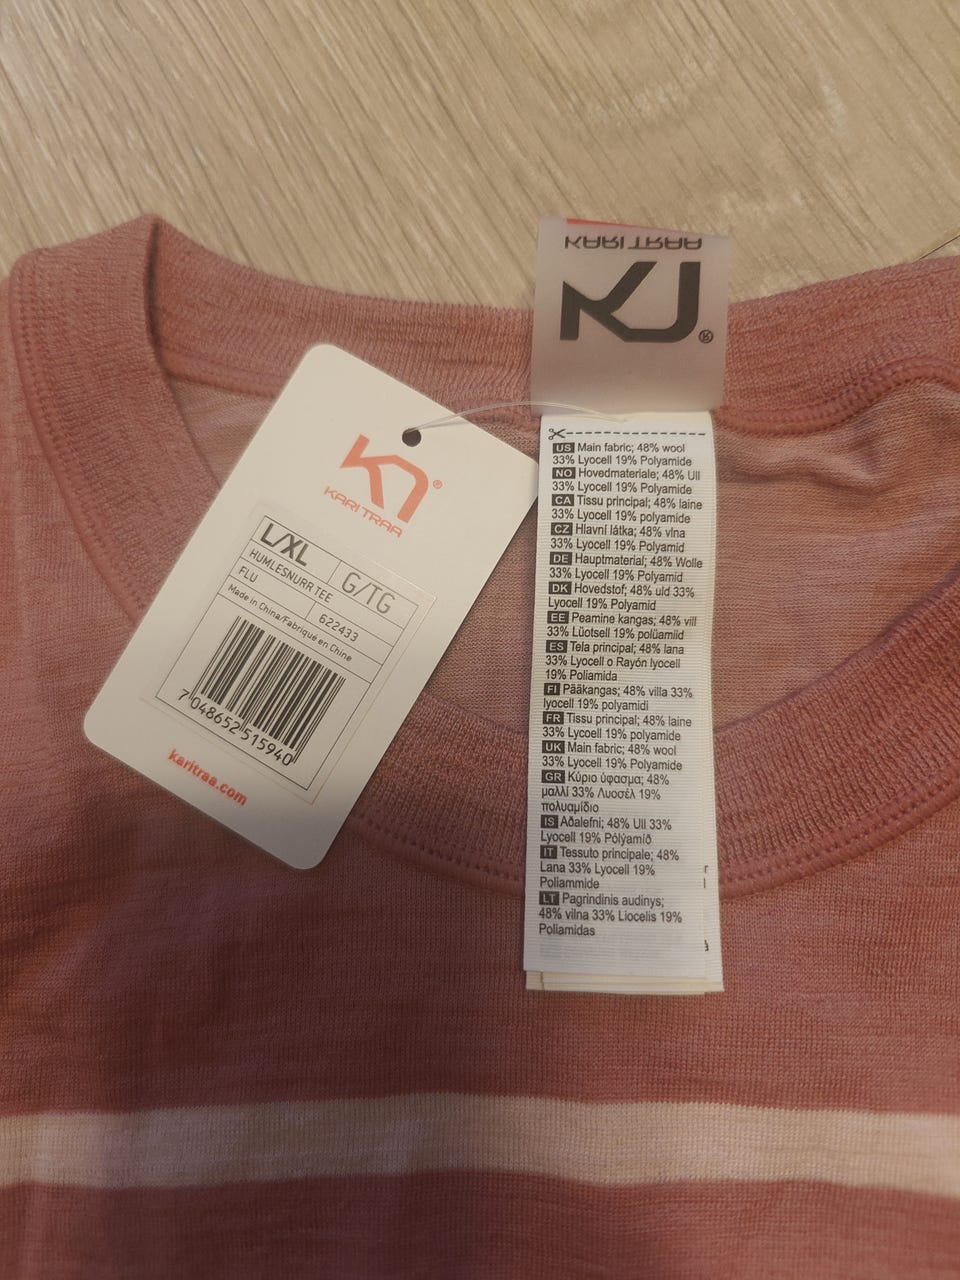 KARI TRAA
KARI TRAA
L/XL
G/TG
HUMLESNURR TEE
FLU
622433
Made in China/Fabriqué en Chine
7 048652 515940
karitraa.com
US Main fabric; 48% wool
33% Lyocell 19% Polyamide
NO Hovedmateriale; 48% Ull
33% Lyocell 19% Polyamide
CA Tissu principal; 48% laine
33% Lyocell 19% polyamide
CZ Hlavní látka; 48% vlna
33% Lyocell 19% Polyamid
DE Hauptmaterial; 48% Wolle
33% Lyocell 19% Polyamid
DK Hovedstof; 48% uld 33%
Lyocell 19% Polyamid
EE Peamine kangas; 48% vill
33% Lüotsell 19% polüamiid
ES Tela principal; 48% lana
33% Lyocell o Rayón lyocell
19% Poliamida
FI Pääkangas; 48% villa 33%
lyocell 19% polyamidi
FR Tissu principal; 48% laine
33% Lycoell 19% polyamide
UK Main fabric; 48% wool
33% Lyocell 19% Polyamide
GR Κύριο ύφασμα; 48%
μαλλί 33% Λυοσέλ 19%
πολυαμίδιο
IS Aðalefni; 48% Ull 33%
Lyocell 19% Pólýamíð
IT Tessuto principale; 48%
Lana 33% Lyocell 19%
Poliammide
LT Pagrindinis audinys;
48% vilna 33% Liocelis 19%
Poliamidas